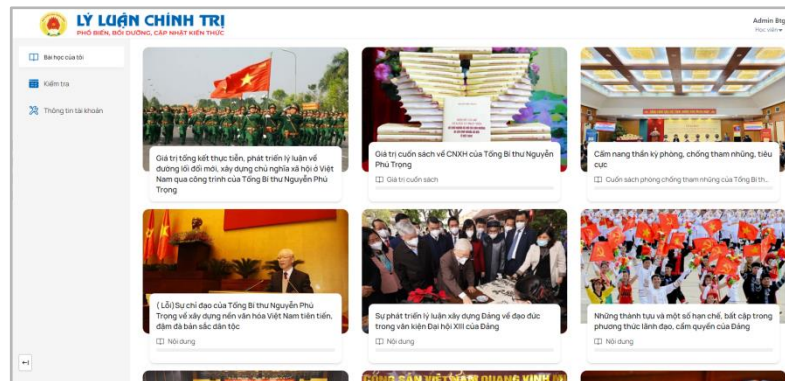 LÝ LUẬN CHÍNH TRỊ
PHỔ BIẾN, BỒI DƯỠNG, CẬP NHẬT KIẾN THỨC
Admin Btg
Học viên
Bài học của tôi
Kiểm tra
Thông tin tài khoản
Giá trị tổng kết thực tiễn, phát triển lý luận về
đường lối đổi mới, xây dựng chủ nghĩa xã hội ở Việt
Nam qua công trình của Tổng Bí thư Nguyễn Phú
Trọng
Giá trị cuốn sách về CNXH của Tổng Bí thư Nguyễn
Phú Trọng
Giá trị cuốn sách
Cẩm nang thần kỳ phòng, chống tham nhũng, tiêu
cực
Cuốn sách phòng chống tham nhũng của Tổng Bí th...
( Lỗi)Sự chỉ đạo của Tổng Bí thư Nguyễn Phú
Trọng về xây dựng nền văn hóa Việt Nam tiên tiến,
đậm đà bản sắc dân tộc
Nội dung
Sự phát triển lý luận xây dựng Đảng về đạo đức
trong văn kiện Đại hội XIII của Đảng
Nội dung
Những thành tựu và một số hạn chế, bất cập trong
phương thức lãnh đạo, cầm quyền của Đảng
Nội dung
CỘNG SẢN VIỆT NAM QUANG VINH